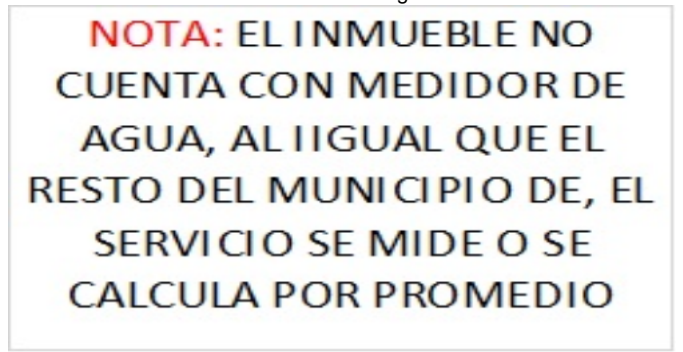 NOTA: EL INMUEBLE NO
CUENTA CON MEDIDOR DE
AGUA, AL IIGUAL QUE EL
RESTO DEL MUNICIPIO DE, EL
SERVICIO SE MIDE O SE
CALCULA POR PROMEDIO